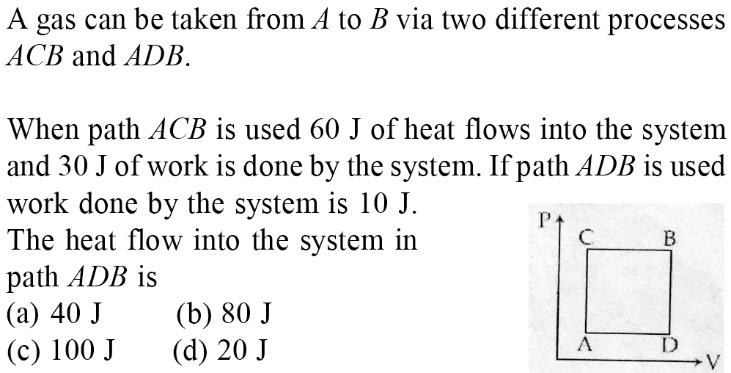 A gas can be taken from A to B via two different processes
ACB and ADB.
When path ACB is used 60 J of heat flows into the system
and 30 J of work is done by the system. If path ADB is used
work done by the system is 10 J.
The heat flow into the system in
path ADB is
(a) 40 J (b) 80 J
(c) 100 J (d) 20 J
P
C B
A D
V